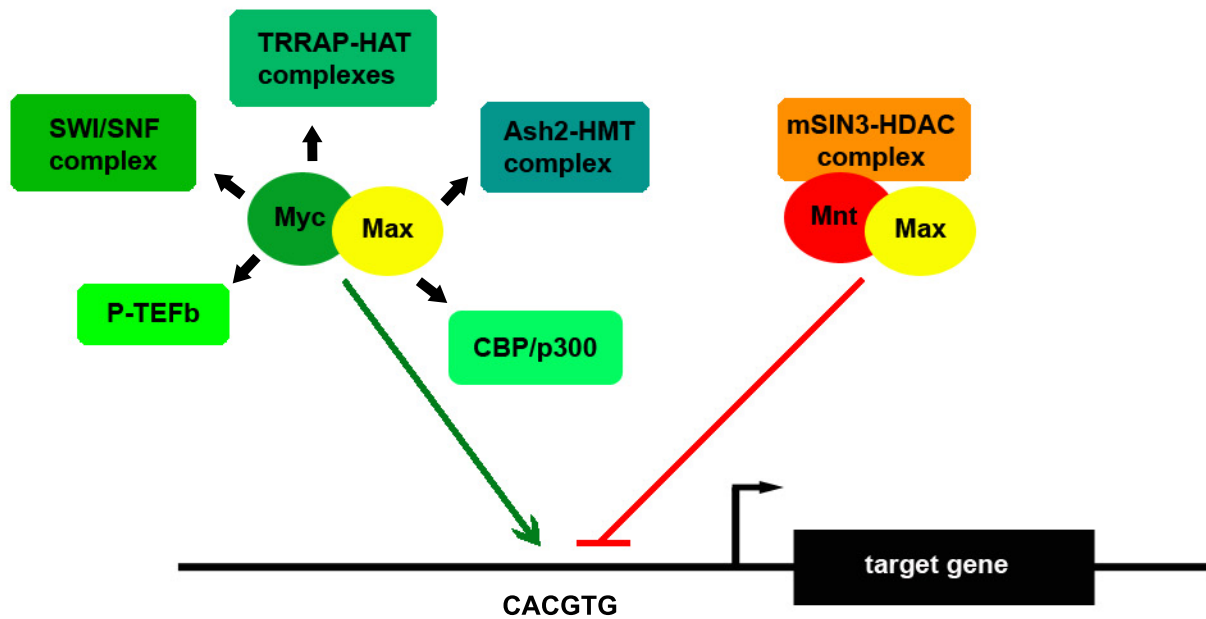 TRRAP-HAT
complexes
SWI/SNF
complex
Ash2-HMT
complex
mSIN3-HDAC
complex
Myc
Max
Mnt
Max
P-TEFb
CBP/p300
target gene
CACGTG